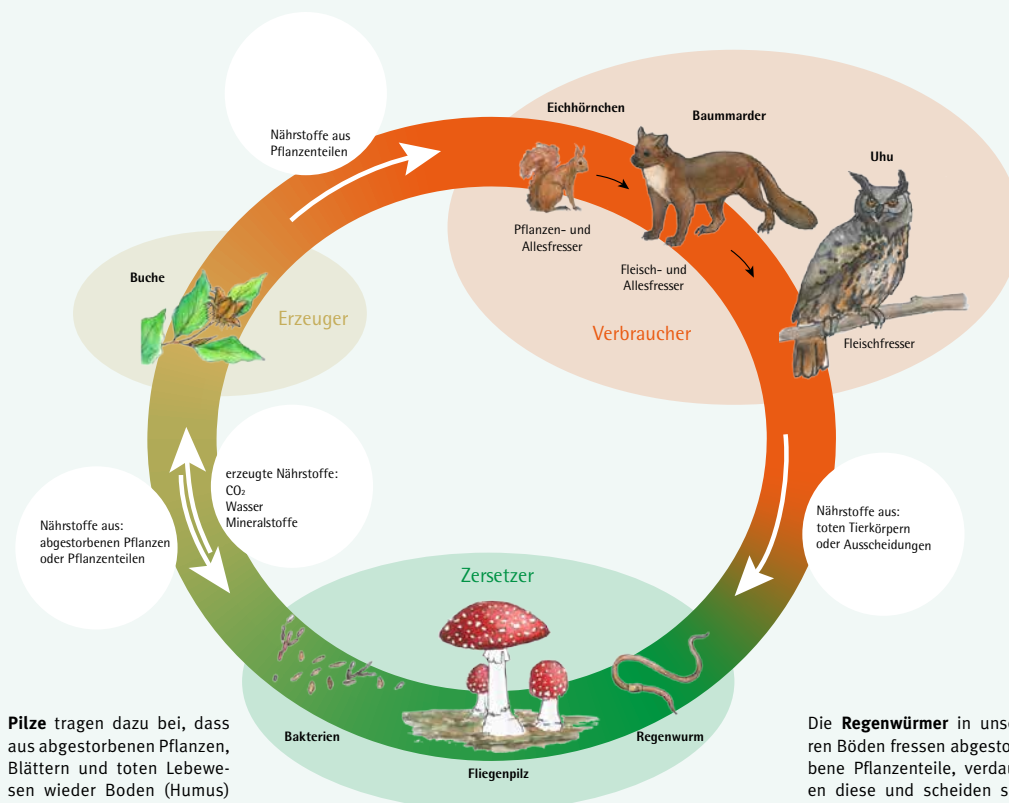 Nährstoffe aus
Pflanzenteilen
Eichhörnchen
Baummarder
Uhu
Pflanzen- und
Allesfresser
Fleisch- und
Allesfresser
Fleischfresser
Verbraucher
Buche
Erzeuger
erzeugte Nährstoffe:
CO₂
Wasser
Mineralstoffe
Nährstoffe aus:
abgestorbenen Pflanzen
oder Pflanzenteilen
Nährstoffe aus:
toten Tierkörpern
oder Ausscheidungen
Zersetzer
Bakterien
Fliegenpilz
Regenwurm
Pilze tragen dazu bei, dass
aus abgestorbenen Pflanzen,
Blättern und toten Lebewe-
sen wieder Boden (Humus)
Die Regenwürmer in unse
ren Böden fressen abgesto
bene Pflanzenteile, verdau
en diese und scheiden s